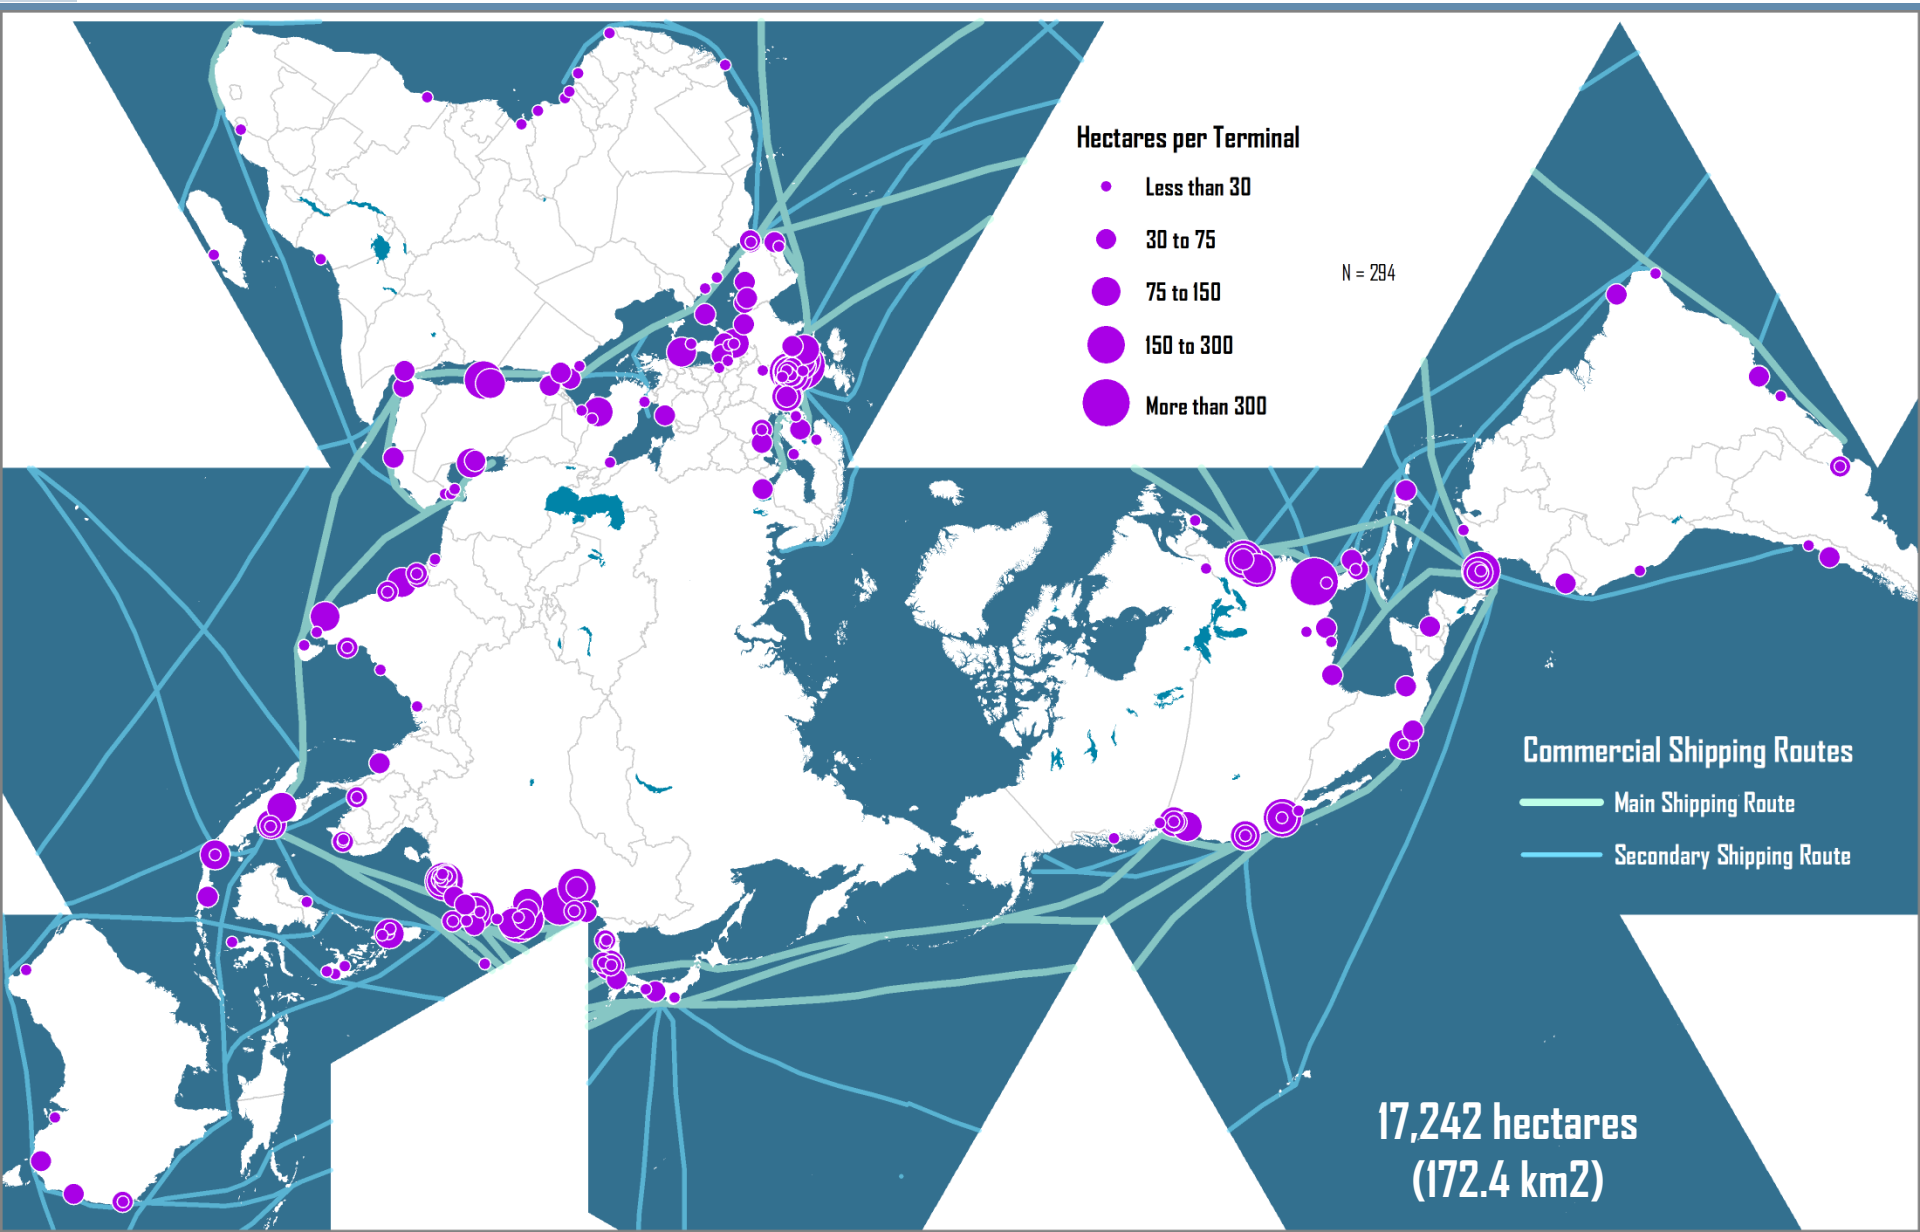 Hectares per Terminal
Less than 30
30 to 75
N = 294
75 to 150
150 to 300
More than 300
Commercial Shipping Routes
Main Shipping Route
Secondary Shipping Route
17,242 hectares
(172.4 km2)